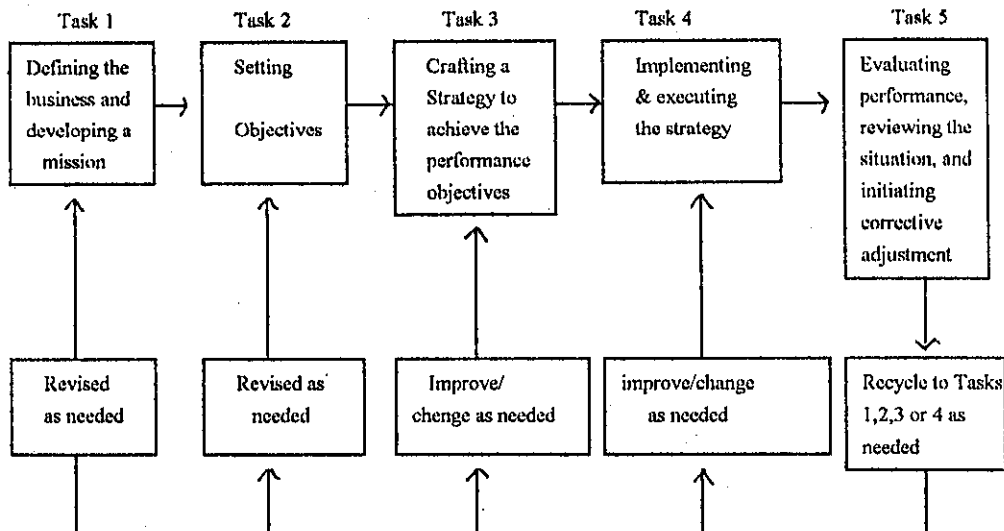 Task 1
Task 2
Task 3
Task 4
Task 5
Defining the
business and
developing a
mission
Setting
Objectives
Crafting a
Strategy to
achieve the
performance
objectives
Implementing
& executing
the strategy
Evaluating
performance,
reviewing the
situation, and
initiating
corrective
adjustment
Revised
as needed
Revised as
needed
Improve/
change as needed
improve/change
as needed
Recycle to Tasks
1,2,3 or 4 as
needed